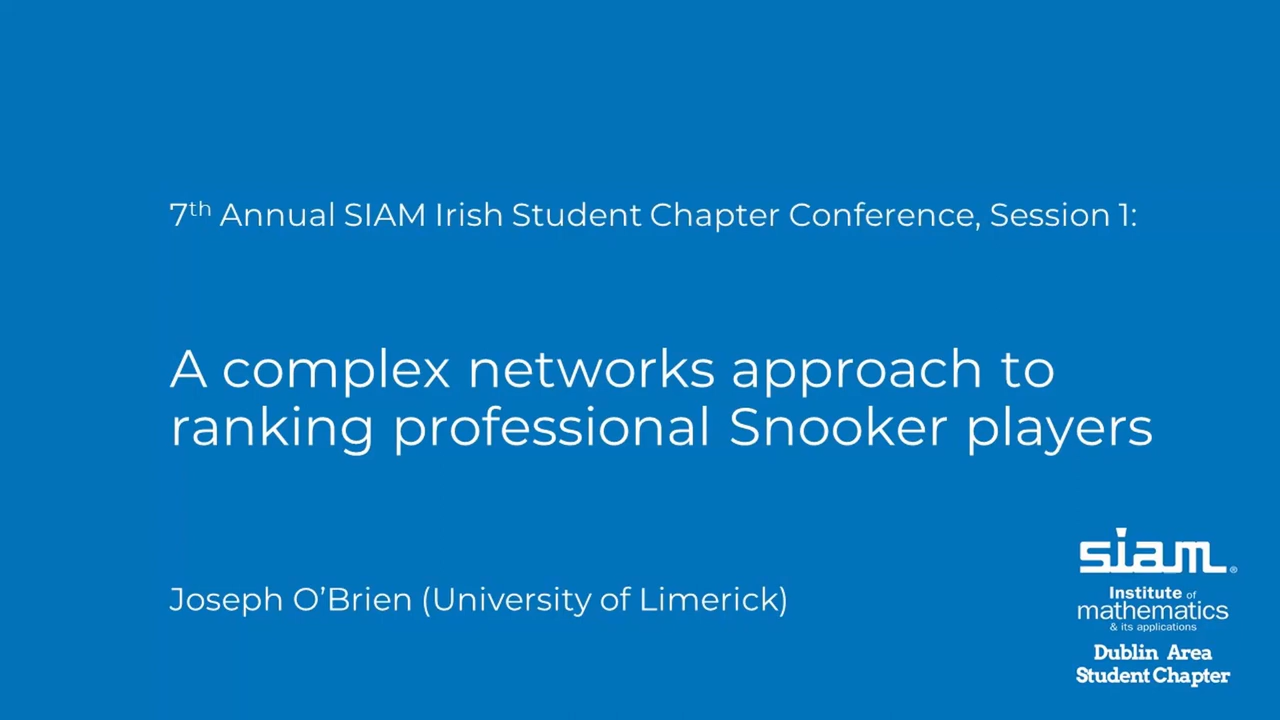 7th Annual SIAM Irish Student Chapter Conference, Session 1:
A complex networks approach to
ranking professional Snooker players
Joseph O’Brien (University of Limerick)
siam®
Institute of
mathematics
& its applications
Dublin Area
Student Chapter